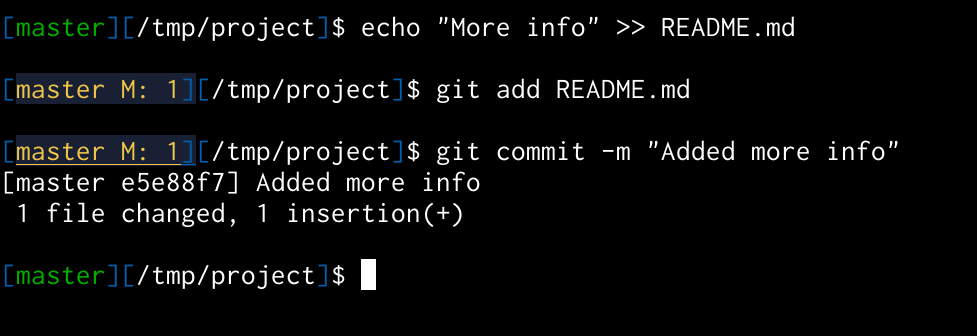 [master][/tmp/project]$ echo "More info" >> README.md
[master M: 1][/tmp/project]$ git add README.md
[master M: 1][/tmp/project]$ git commit -m "Added more info"
[master e5e88f7] Added more info
 1 file changed, 1 insertion(+)
[master][/tmp/project]$